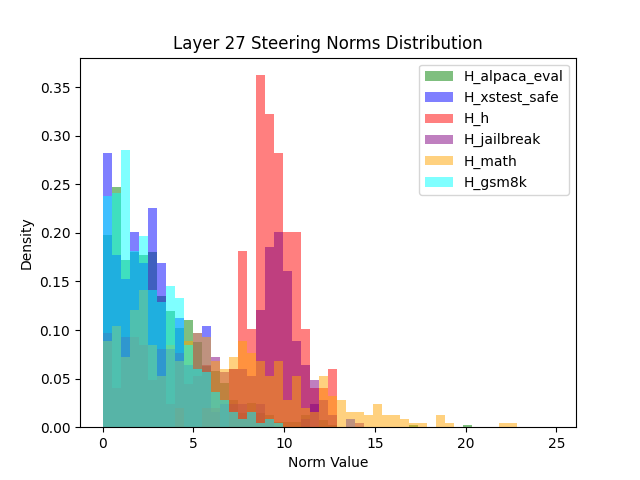 Layer 27 Steering Norms Distribution
H_alpaca_eval
H_xstest_safe
H_h
H_jailbreak
H_math
H_gsm8k
Density
0.35
0.30
0.25
0.20
0.15
0.10
0.05
0.00
0 5 10 15 20 25
Norm Value